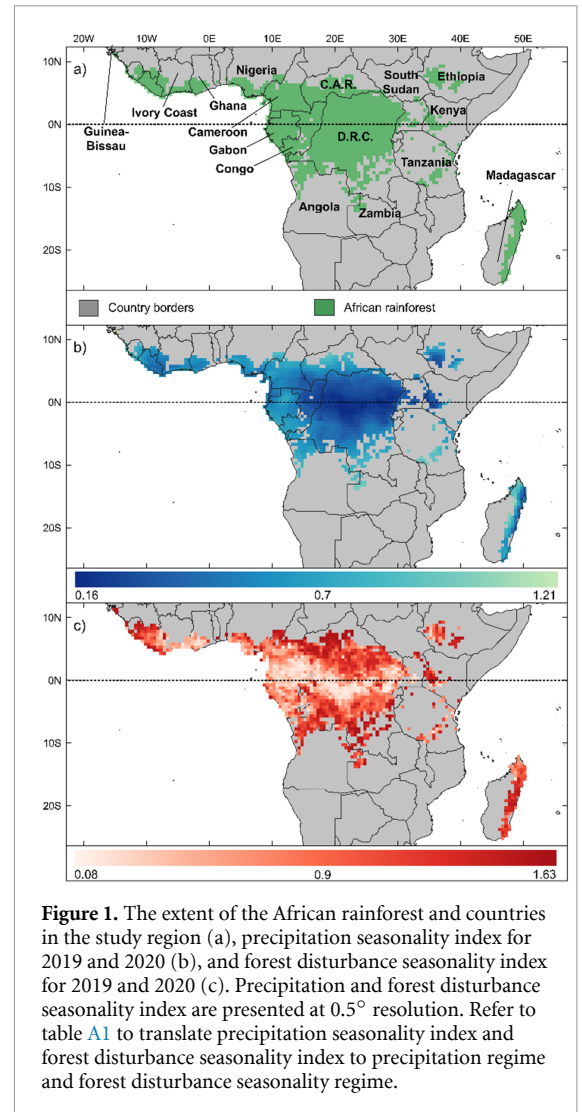 20W 10W 0E 10E 20E 30E 40E 50E
10N
a)
Nigeria
C.A.R.
South
Sudan
Ethiopia
Ivory Coast
Ghana
Kenya
Guinea-
Bissau
Cameroon
0N
D.R.C.
Gabon
Congo
Tanzania
Madagascar
10S
Angola
Zambia
20S
Country borders African rainforest
10N
b)
0N
10S
20S
0.16 0.7 1.21
10N
c)
0N
10S
20S
0.08 0.9 1.63
Figure 1. The extent of the African rainforest and countries
in the study region (a), precipitation seasonality index for
2019 and 2020 (b), and forest disturbance seasonality index
for 2019 and 2020 (c). Precipitation and forest disturbance
seasonality index are presented at 0.5° resolution. Refer to
table A1 to translate precipitation seasonality index and
forest disturbance seasonality index to precipitation regime
and forest disturbance seasonality regime.